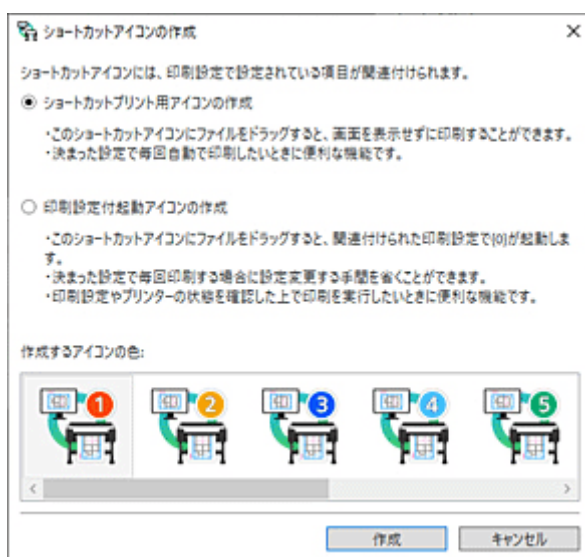 ショートカットアイコンの作成
ショートカットアイコンには、印刷設定で設定されている項目が関連付けられます。
ショートカットプリント用アイコンの作成
・このショートカットアイコンにファイルをドラッグすると、画面を表示せずに印刷することができます。
・決まった設定で毎回自動で印刷したいときに便利な機能です。
印刷設定付起動アイコンの作成
・このショートカットアイコンにファイルをドラッグすると、関連付けられた印刷設定で{0}が起動しま
す。
・決まった設定で毎回印刷する場合に設定変更する手間を省くことができます。
・印刷設定やプリンターの状態を確認した上で印刷を実行したいときに便利な機能です。
作成するアイコンの色:
1 2 3 4 5
作成 キャンセル